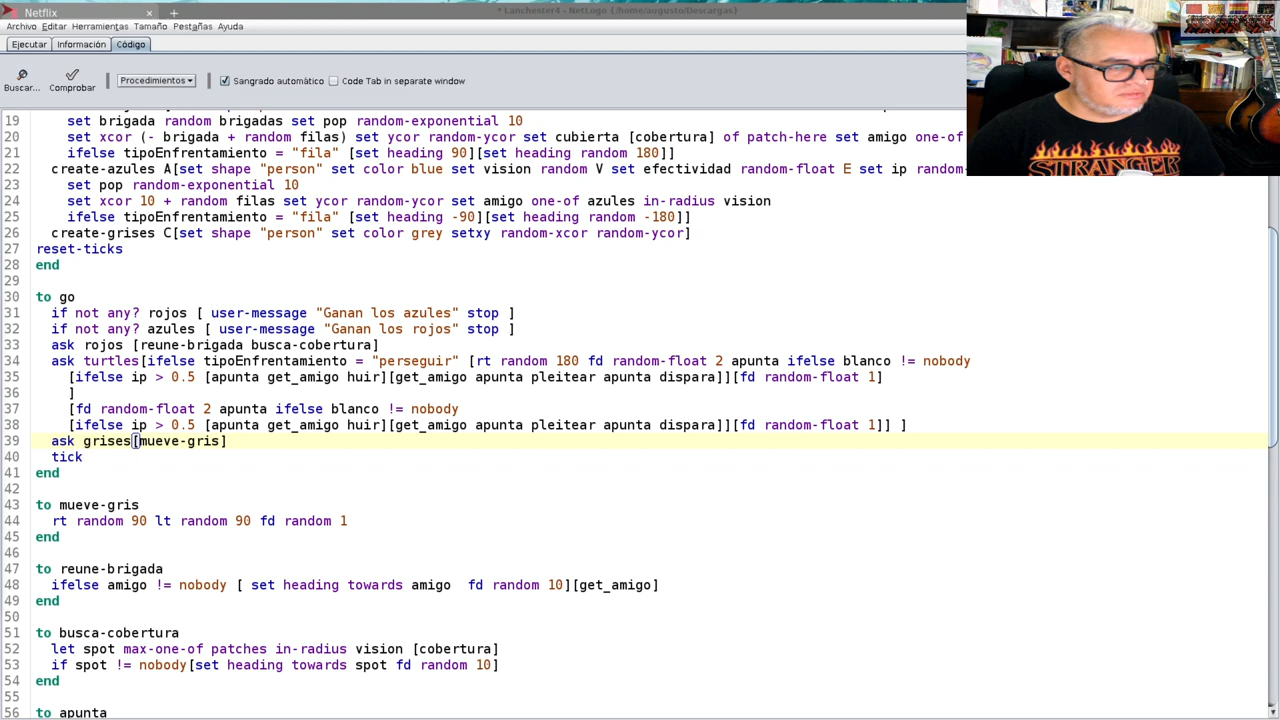 Netflix × +
* Lanchester4 - NetLogo {/home/augusto/Descargas}
Archivo Editar Herramientas Tamaño Pestañas Ayuda
Ejecutar Información Código
Buscar... Comprobar Procedimientos Sangrado automático Code Tab in separate window
19 set brigada random brigadas set pop random-exponential 10
20 set xcor (- brigada + random filas) set ycor random-ycor set cubierta [cobertura] of patch-here set amigo one-of
21 ifelse tipoEnfrentamiento = "fila" [set heading 90][set heading random 180]]
22 create-azules A[set shape "person" set color blue set vision random V set efectividad random-float E set ip random-
23 set pop random-exponential 10
24 set xcor 10 + random filas set ycor random-ycor set amigo one-of azules in-radius vision
25 ifelse tipoEnfrentamiento = "fila" [set heading -90][set heading random -180]]
26 create-grises C[set shape "person" set color grey setxy random-xcor random-ycor]
27 reset-ticks
28 end
29
30 to go
31 if not any? rojos [ user-message "Ganan los azules" stop ]
32 if not any? azules [ user-message "Ganan los rojos" stop ]
33 ask rojos [reune-brigada busca-cobertura]
34 ask turtles[ifelse tipoEnfrentamiento = "perseguir" [rt random 180 fd random-float 2 apunta ifelse blanco != nobody
35 [ifelse ip > 0.5 [apunta get_amigo huir][get_amigo apunta pleitear apunta dispara]][fd random-float 1]
36 ]
37 [fd random-float 2 apunta ifelse blanco != nobody
38 [ifelse ip > 0.5 [apunta get_amigo huir][get_amigo apunta pleitear apunta dispara]][fd random-float 1]] ]
39 ask grises[mueve-gris]
40 tick
41 end
42
43 to mueve-gris
44 rt random 90 lt random 90 fd random 1
45 end
46
47 to reune-brigada
48 ifelse amigo != nobody [ set heading towards amigo fd random 10][get_amigo]
49 end
50
51 to busca-cobertura
52 let spot max-one-of patches in-radius vision [cobertura]
53 if spot != nobody[set heading towards spot fd random 10]
54 end
55
56 to apunta
STRANGER